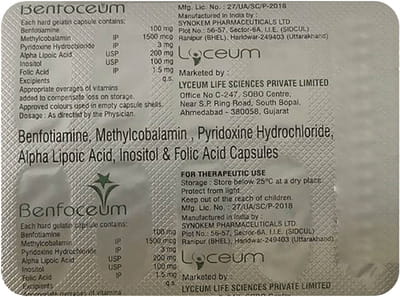 Benfoceum
Each hard gelatin capsule contains:
Benfotiamine 100 mg
Methylcobalamin IP 1500 mcg
Pyridoxine Hydrochloride IP 3 mg
Alpha Lipoic Acid USP 200 mg
Inositol USP 100 mg
Folic Acid IP 1.5 mg
Excipients q.s.
Appropriate overages of vitamins
added to compensate loss on storage.
Approved colours used in empty capsule shells.
Dosage : As directed by the Physician.
Mfg. Lic. No. : 27/UA/SC/P-2018
Manufactured in India by :
SYNOKEM PHARMACEUTICALS LTD
Plot No : 56-57, Sector-6A, I.I.E. (SIDCUL)
Ranipur (BHEL), Haridwar-249403 (Uttarakhand)
Lyceum
Marketed by :
LYCEUM LIFE SCIENCES PRIVATE LIMITED
Office No C-247, SOBO Centre,
Near S.P. Ring Road, South Bopal,
Ahmedabad - 380058, Gujarat
Benfotiamine, Methylcobalamin , Pyridoxine Hydrochloride,
Alpha Lipoic Acid, Inositol & Folic Acid Capsules
Benfoceum
Each hard gelatin capsule contains:
Benfotiamine 100 mg
Methylcobalamin IP 1500 mcg
Pyridoxine Hydrochloride IP 3 mg
Alpha Lipoic Acid USP 200 mg
Inositol USP 100 mg
Folic Acid IP 1.5 mg
Excipients q.s.
Appropriate overages of vitamins
FOR THERAPEUTIC USE
Storage : Store below 25°C at a dry place.
Protect from light.
Keep out of the reach of children.
Mfg. Lic. No. : 27/UA/SC/P-2018
Manufactured in India by :
SYNOKEM PHARMACEUTICALS LTD
Plot No : 56-57, Sector-6A, I.I.E. (SIDCUL)
Ranipur (BHEL), Haridwar-249403 (Uttarakhand)
Lyceum
Marketed by :
LYCEUM LIFE SCIENCES PRIVATE LIMITED